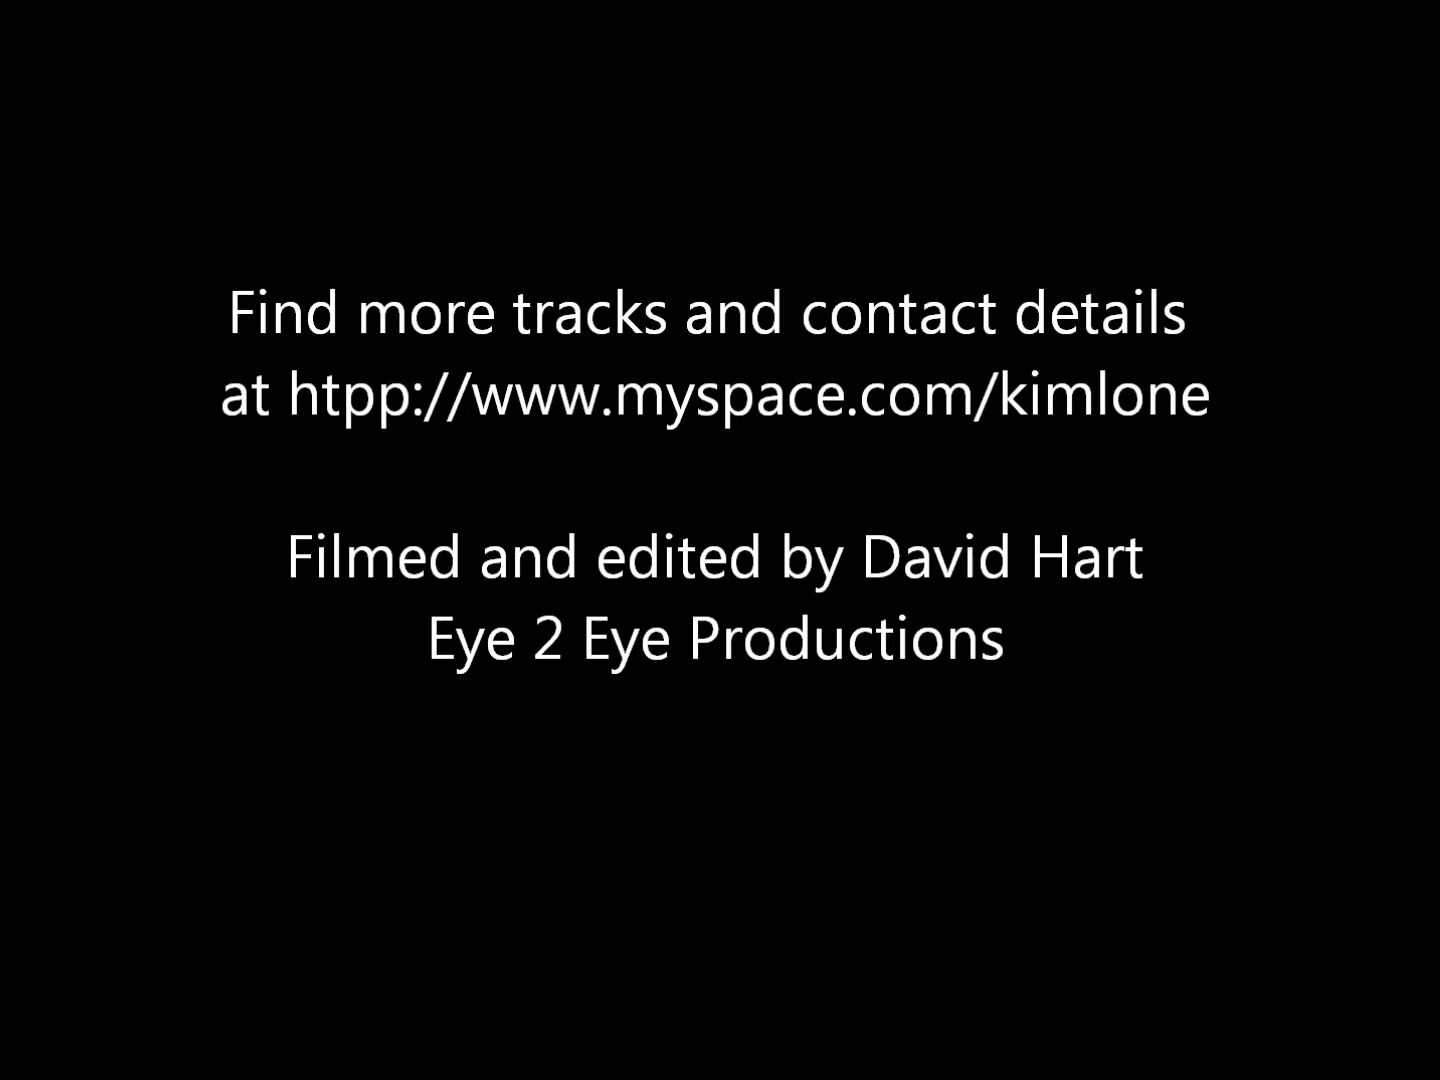 Find more tracks and contact details
at htpp://www.myspace.com/kimlone
Filmed and edited by David Hart
Eye 2 Eye Productions